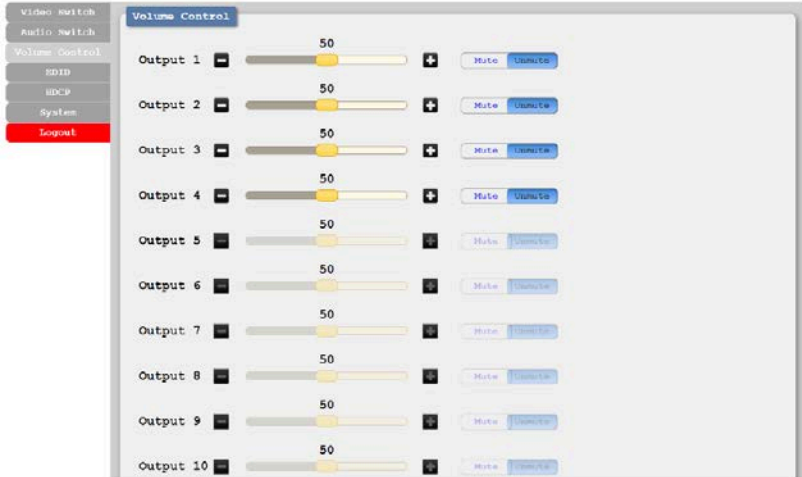 Video Switch
Audio Switch
Volume Control
EDID
HDCP
System
Logout
Volume Control
50
Output 1 - + Mute Unmute
50
Output 2 - + Mute Unmute
50
Output 3 - + Mute Unmute
50
Output 4 - + Mute Unmute
50
Output 5 - + Mute Unmute
50
Output 6 - + Mute Unmute
50
Output 7 - + Mute Unmute
50
Output 8 - + Mute Unmute
50
Output 9 - + Mute Unmute
50
Output 10 - + Mute Unmute